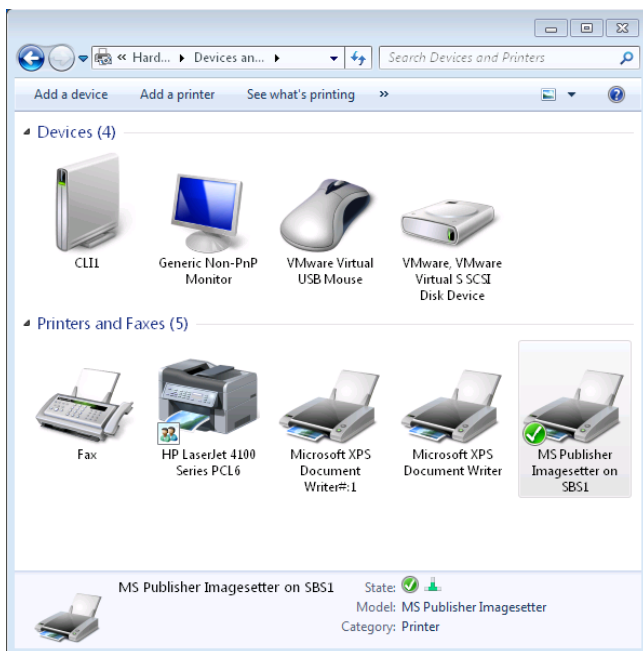 « Hard... Devices an...
Search Devices and Printers
Add a device Add a printer See what's printing »
Devices (4)
CLI1
Generic Non-PnP
Monitor
VMware Virtual
USB Mouse
VMware, VMware
Virtual S SCSI
Disk Device
Printers and Faxes (5)
Fax
HP LaserJet 4100
Series PCL6
Microsoft XPS
Document
Writer#:1
Microsoft XPS
Document Writer
MS Publisher
Imagesetter on
SBS1
MS Publisher Imagesetter on SBS1
State:
Model: MS Publisher Imagesetter
Category: Printer